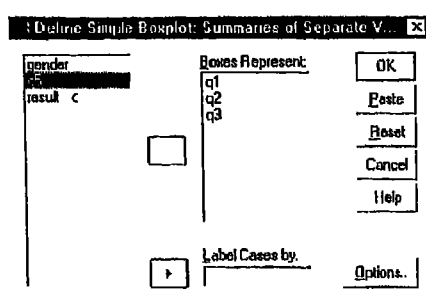 Define Simple Boxplot: Summaries of Separate V...
gender
result c
Boxes Represent:
q1
q2
q3
OK
Paste
Reset
Cancel
Help
Label Cases by.
Options..